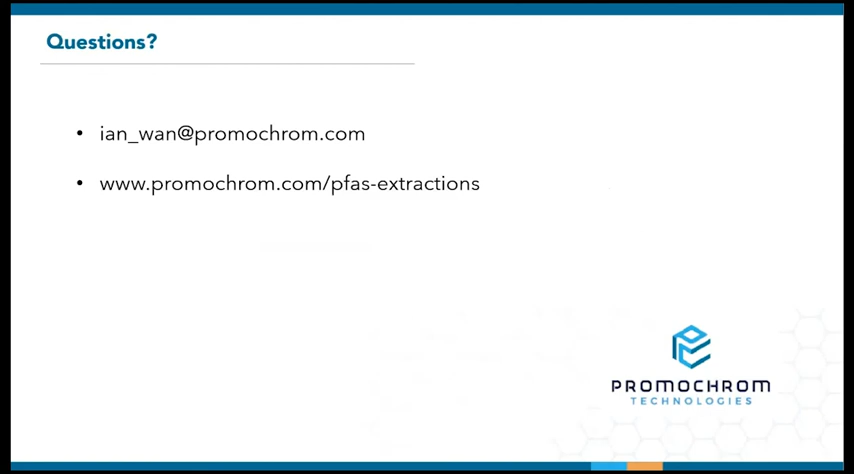 Questions?
ian_wan@promochrom.com
www.promochrom.com/pfas-extractions
PROMOCHROM
TECHNOLOGIES